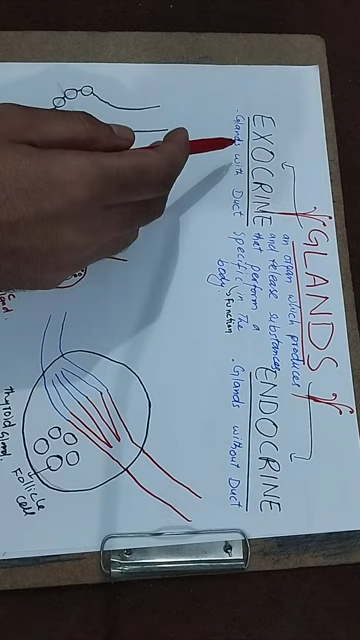 GLANDS
an organ which produces
and release substances
that perform a
specific function in The
body
EXOCRINE
. Glands with Duct
ENDOCRINE
. Glands without Duct
Thyroid Gland.
Follicle
cell